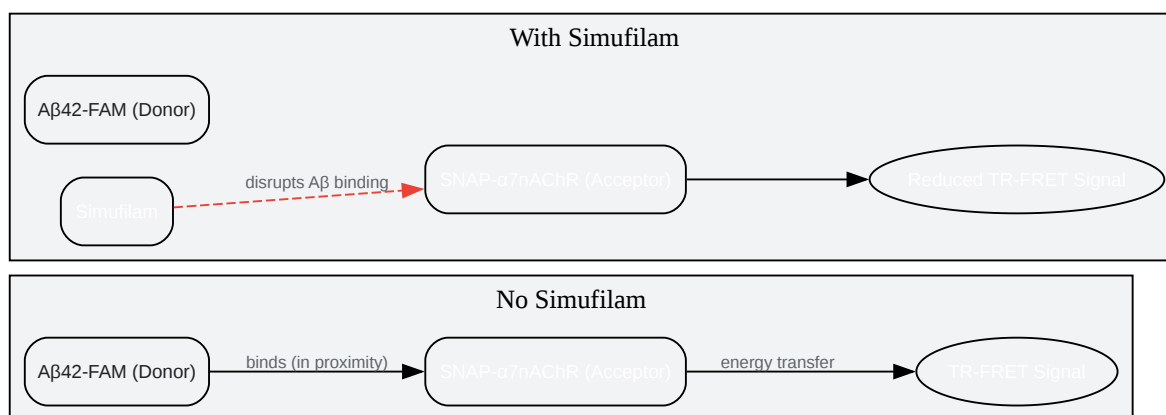 With Simufilam
Aβ42-FAM (Donor)
Simufilam
disrupts Aβ binding
SNAP-α7nAChR (Acceptor)
Reduced TR-FRET Signal
No Simufilam
Aβ42-FAM (Donor)
binds (in proximity)
SNAP-α7nAChR (Acceptor)
energy transfer
TR-FRET Signal